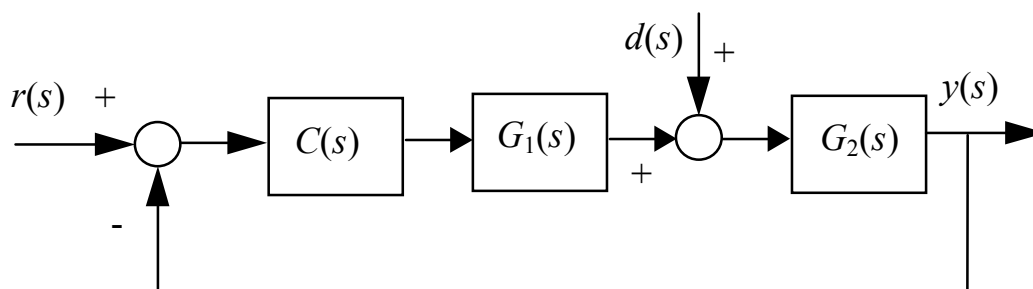 d(s)
+
r(s) +
y(s)
C(s)
G₁(s)
G₂(s)
+
-